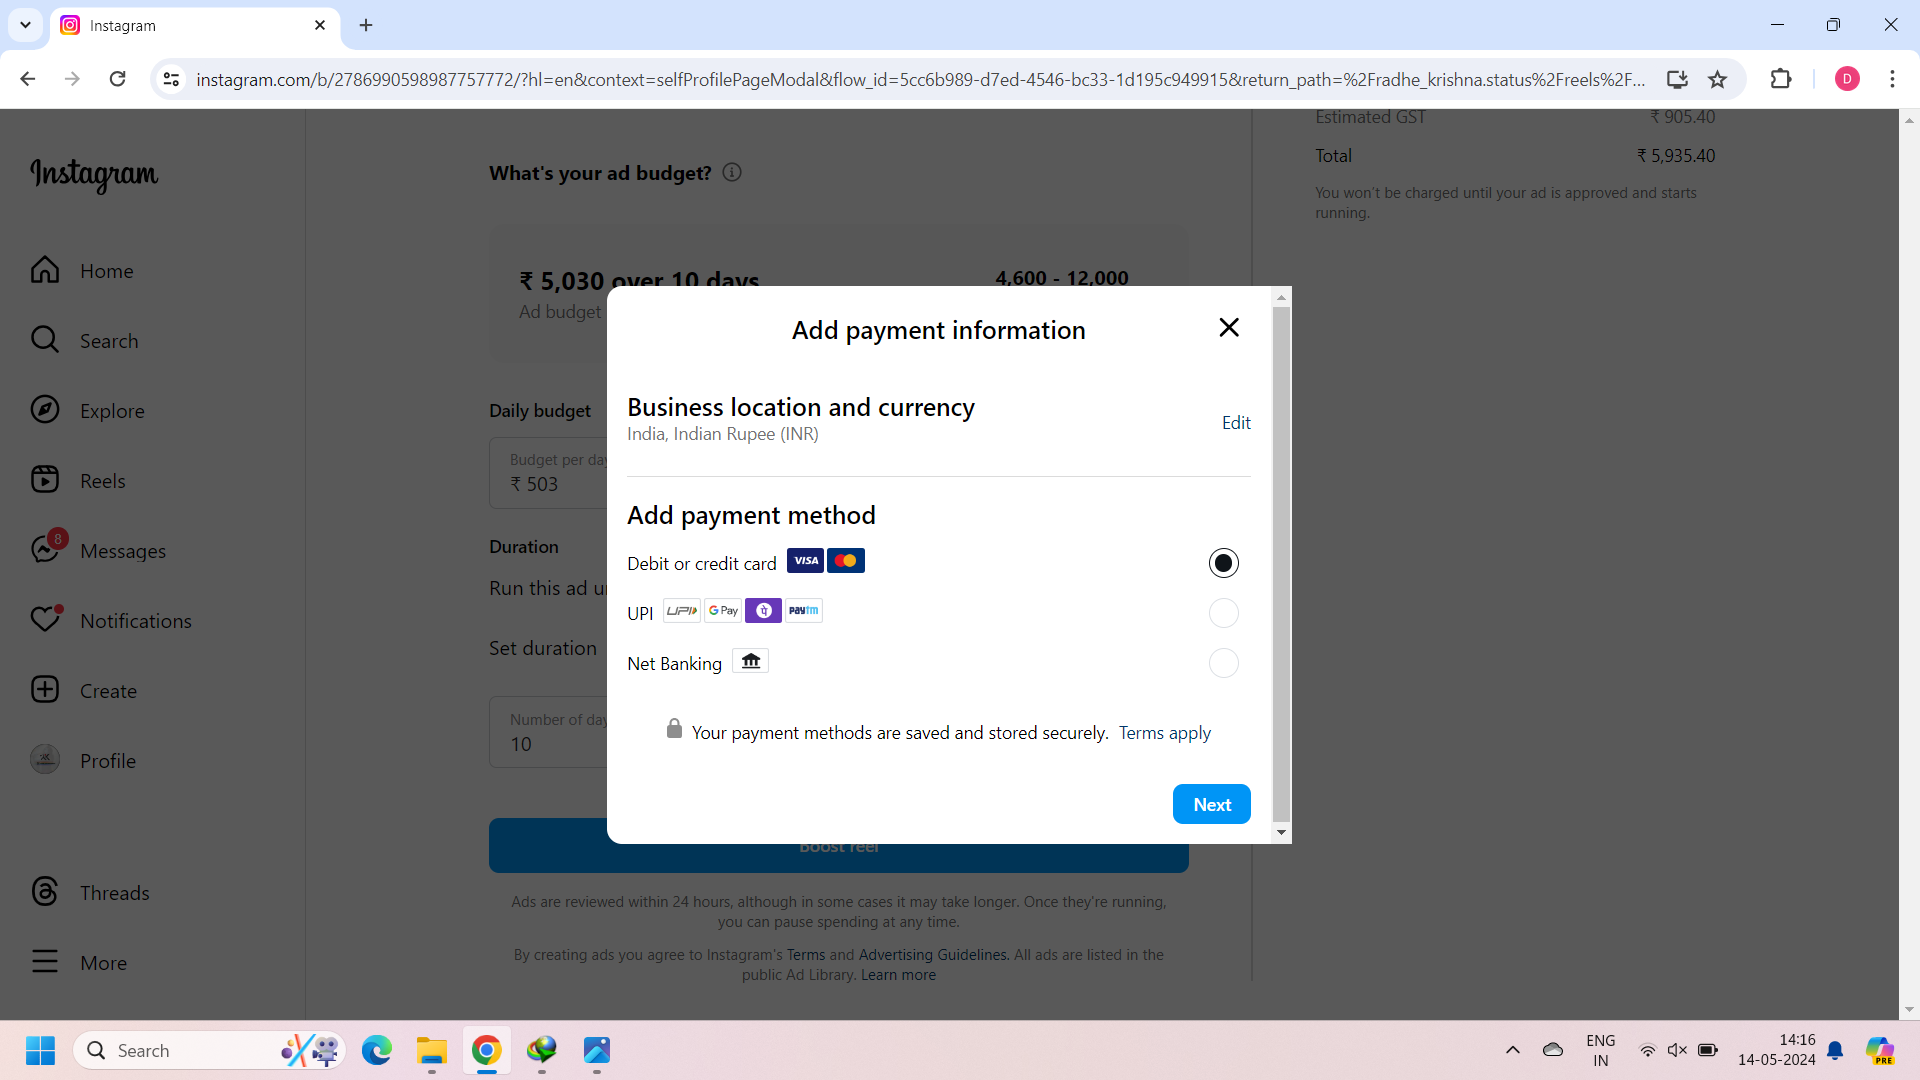 Instagram
instagram.com/b/2786990598987757772/?hl=en&context=selfProfilePageModal&flow_id=5cc6b989-d7ed-4546-bc33-1d195c949915&return_path=%2Fradhe_krishna.status%2Freels%2F...
D
Instagram
Home
Search
Explore
Reels
8
Messages
Notifications
Create
Profile
Threads
More
What's your ad budget?
₹ 5,030 over 10 days
4,600 - 12,000
Ad budget
Daily budget
Budget per day
₹ 503
Duration
Run this ad
Set duration
Number of day
10
Boost reel
Ads are reviewed within 24 hours, although in some cases it may take longer. Once they're running,
you can pause spending at any time.
By creating ads you agree to Instagram's Terms and Advertising Guidelines. All ads are listed in the
public Ad Library. Learn more
Estimated GST ₹ 905.40
Total ₹ 5,935.40
You won't be charged until your ad is approved and starts
running.
Add payment information
Business location and currency
India, Indian Rupee (INR)
Edit
Add payment method
Debit or credit card VISA
UPI UPI G Pay पे paytm
Net Banking
Your payment methods are saved and stored securely. Terms apply
Next
Search
ENG
IN
14:16
14-05-2024
PRE